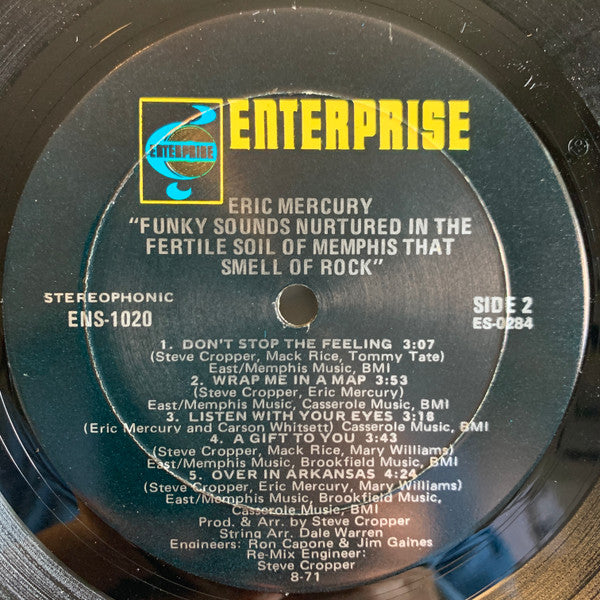 ENTERPRISE
ENTERPRISE
ERIC MERCURY
"FUNKY SOUNDS NURTURED IN THE
FERTILE SOIL OF MEMPHIS THAT
SMELL OF ROCK"
STEREOPHONIC
ENS-1020
SIDE 2
ES-0284
1. DON'T STOP THE FEELING 3:07
(Steve Cropper, Mack Rice, Tommy Tate)
East/Memphis Music, BMI
2. WRAP ME IN A MAP 3:53
(Steve Cropper, Eric Mercury)
East/Memphis Music, Casserole Music, BMI
3. LISTEN WITH YOUR EYES 3:18
(Eric Mercury and Carson Whitsett) Casserole Music, BMI
4. A GIFT TO YOU 3:43
(Steve Cropper, Mack Rice, Mary Williams)
East/Memphis Music, Brookfield Music, BMI
5. OVER IN ARKANSAS 4:24
(Steve Cropper, Eric Mercury, Mary Williams)
East/Memphis Music, Brookfield Music,
Casserole Music, BMI
Prod. & Arr. by Steve Cropper
String Arr. Dale Warren
Engineers: Ron Capone & Jim Gaines
Re-Mix Engineer:
Steve Cropper
8-71